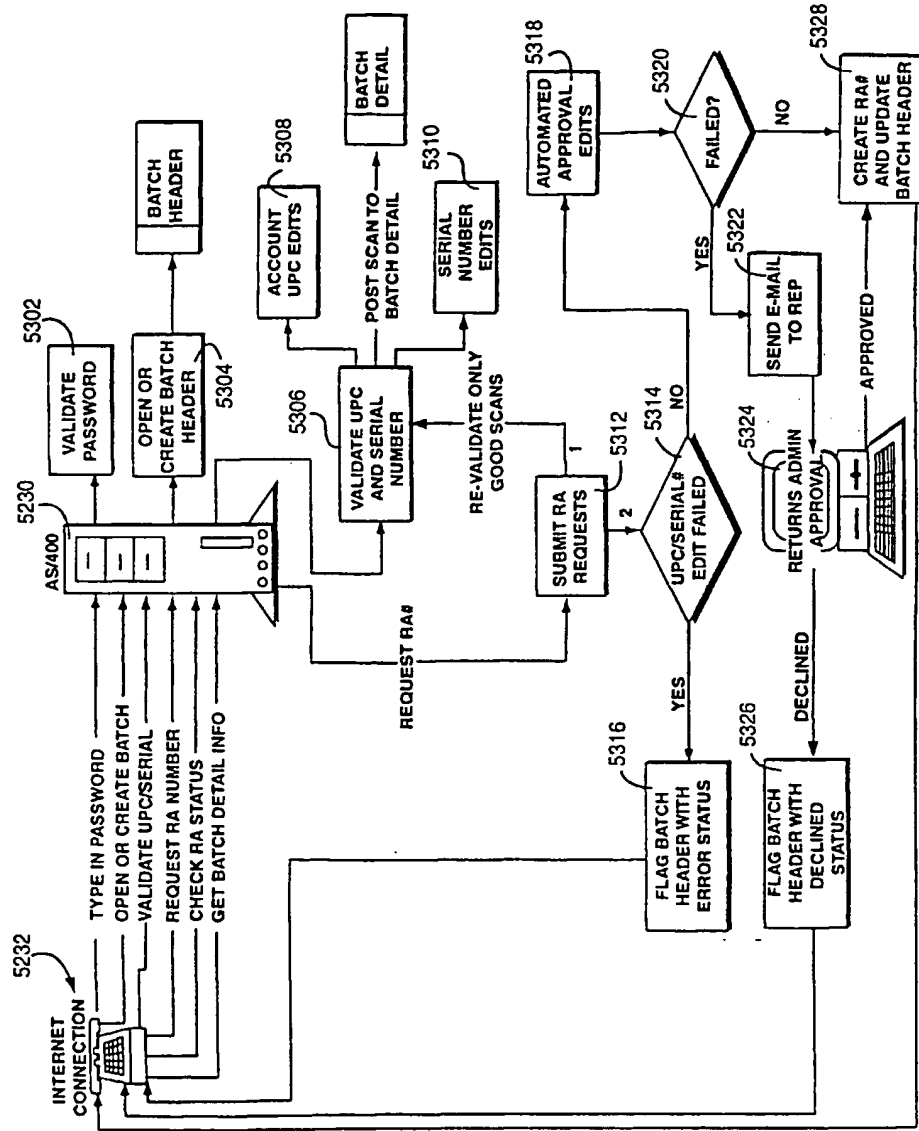 5232
INTERNET
CONNECTION
TYPE IN PASSWORD
OPEN OR CREATE BATCH
VALIDATE UPC/SERIAL
REQUEST RA NUMBER
CHECK RA STATUS
GET BATCH DETAIL INFO
AS/400
5230
5302
VALIDATE
PASSWORD
OPEN OR
CREATE BATCH
HEADER
5304
BATCH
HEADER
5306
VALIDATE UPC
AND SERIAL
NUMBER
5308
ACCOUNT
UPC EDITS
POST SCAN TO
BATCH DETAIL
BATCH
DETAIL
5310
SERIAL
NUMBER
EDITS
RE-VALIDATE ONLY
GOOD SCANS
1
REQUEST RA#
5312
SUBMIT RA
REQUESTS
2
5314
UPC/SERIAL#
EDIT FAILED
YES
NO
5316
FLAG BATCH
HEADER WITH
ERROR STATUS
5318
AUTOMATED
APPROVAL
EDITS
5320
FAILED?
YES
NO
5322
SEND E-MAIL
TO REP
5324
RETURNS ADMIN
APPROVAL
DECLINED
APPROVED
5326
FLAG BATCH
HEADER WITH
DECLINED
STATUS
5328
CREATE RA#
AND UPDATE
BATCH HEADER